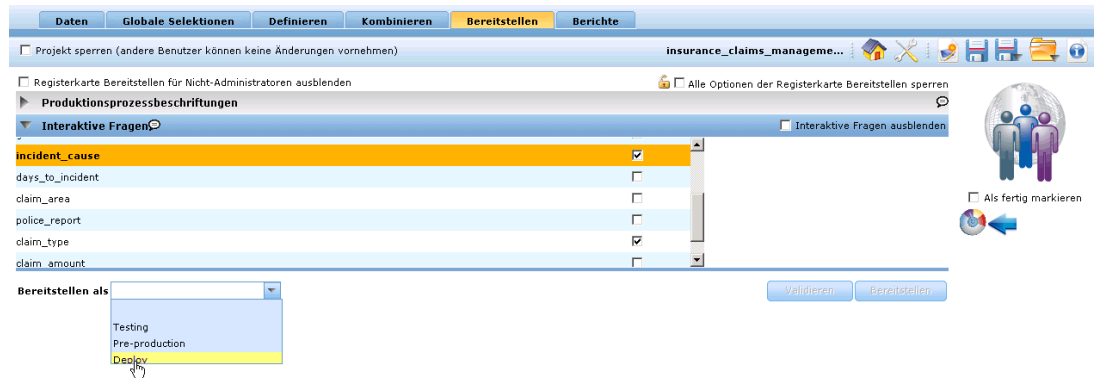 Daten Globale Selektionen Definieren Kombinieren Bereitstellen Berichte
Projekt sperren (andere Benutzer können keine Änderungen vornehmen) insurance_claims_manageme...
Registerkarte Bereitstellen für Nicht-Administratoren ausblenden Alle Optionen der Registerkarte Bereitstellen sperren
Produktionsprozessbeschriftungen
Interaktive Fragen Interaktive Fragen ausblenden
incident_cause
days_to_incident
claim_area
police_report
claim_type
claim_amount
Als fertig markieren
Bereitstellen als Validieren Bereitstellen
Testing
Pre-production
Deploy